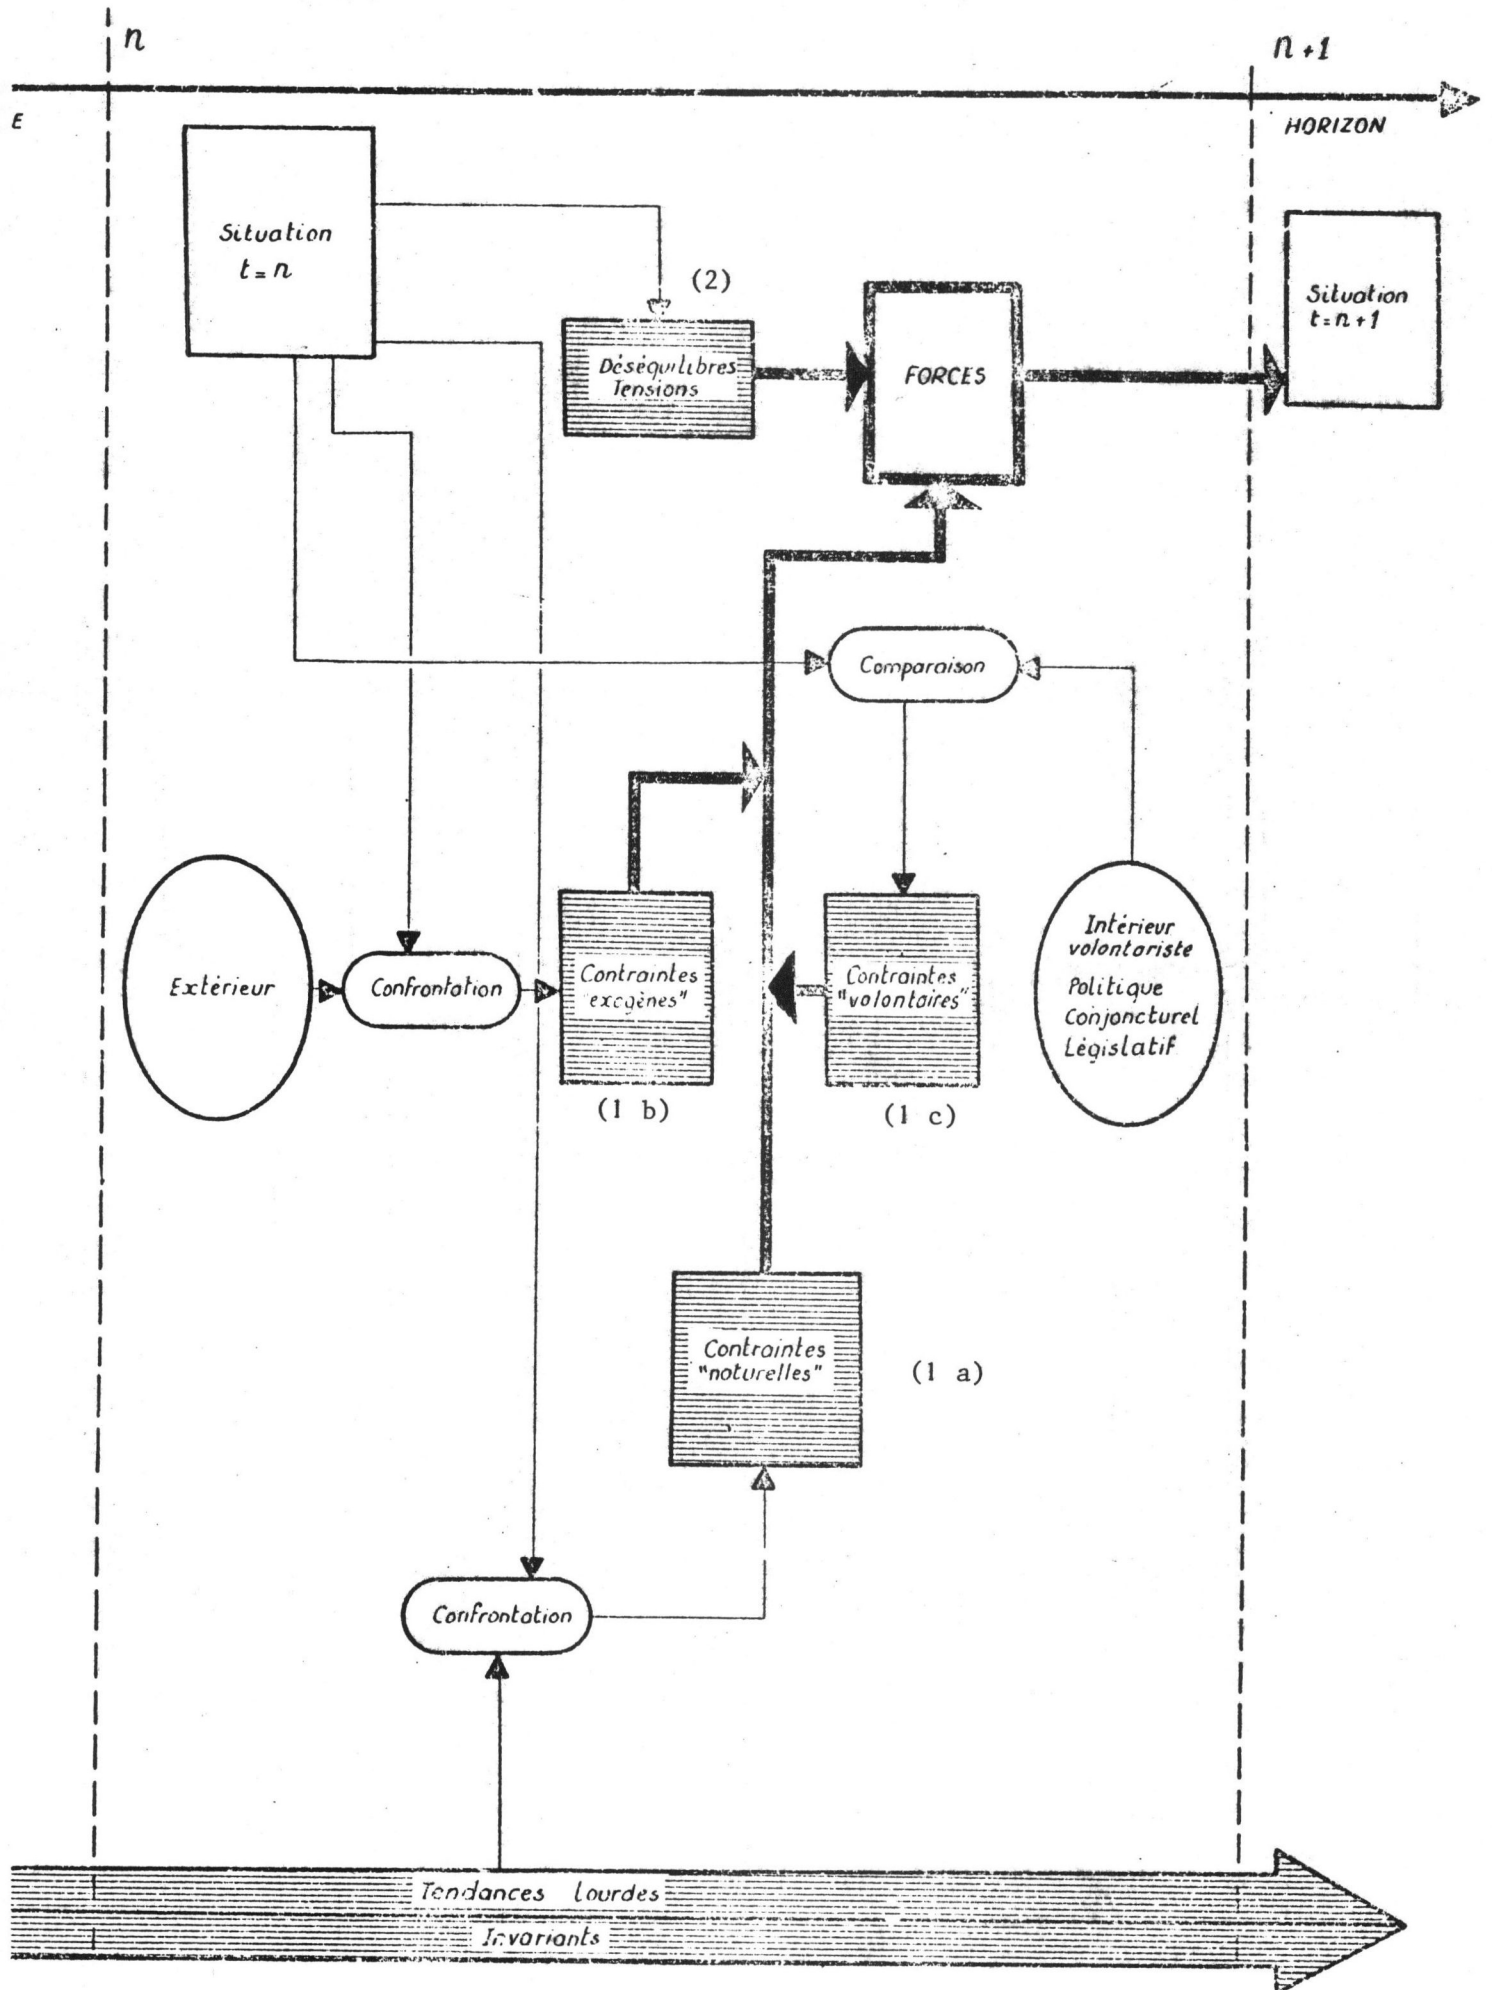 n
n+1
E
HORIZON
Situation
t=n
(2)
Situation
t=n+1
Déséquilibres
Tensions
FORCES
Comparaison
Extérieur
Confrontation
Contraintes
"exogènes"
Contraintes
"volontaires"
Intérieur
volontariste
Politique
Conjoncturel
Législatif
(1 b)
(1 c)
Contraintes
"naturelles"
(1 a)
Confrontation
Tendances Lourdes
Invariants